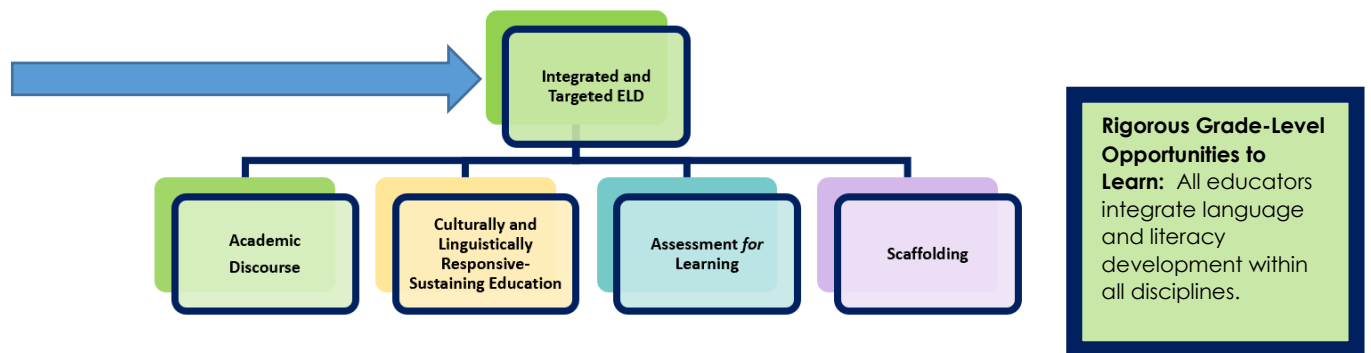 Integrated and
Targeted ELD
Academic
Discourse
Culturally and
Linguistically
Responsive-
Sustaining Education
Assessment for
Learning
Scaffolding
Rigorous Grade-Level
Opportunities to
Learn: All educators
integrate language
and literacy
development within
all disciplines.